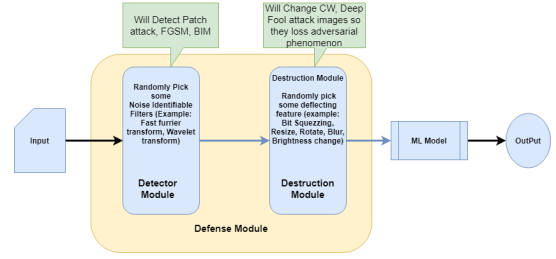 Will Detect Patch
attack, FGSM, BIM
Will Change CW, Deep
Fool attack images so
they loss adversarial
phenomenon
Input
Randomly Pick
some
Noise Identifiable
Filters (Example:
Fast furrier
transform, Wavelet
transform)
Detector
Module
Destruction Module
Randomly pick
some deflecting
feature (example:
Bit Squezzing,
Resize, Rotate, Blur,
Brightness change)
Destruction
Module
Defense Module
ML Model
OutPut